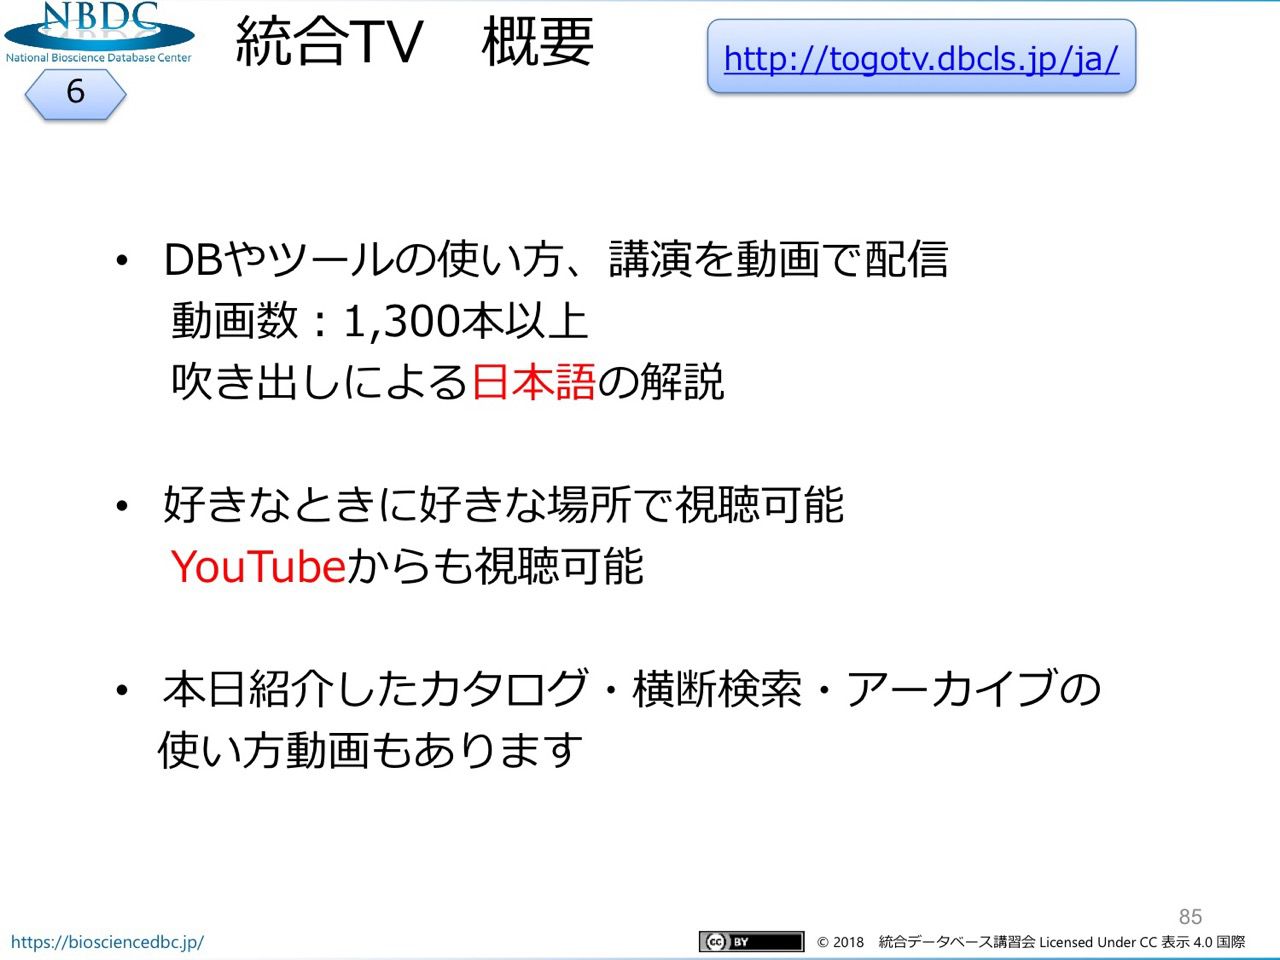 NBDC
National Bioscience Database Center
6
統合TV　概要
http://togotv.dbcls.jp/ja/
• DBやツールの使い方、講演を動画で配信
動画数：1,300本以上
吹き出しによる日本語の解説
• 好きなときに好きな場所で視聴可能
YouTubeからも視聴可能
• 本日紹介したカタログ・横断検索・アーカイブの
使い方動画もあります
85
https://biosciencedbc.jp/
cc BY
© 2018　統合データベース講習会 Licensed Under CC 表示 4.0 国際